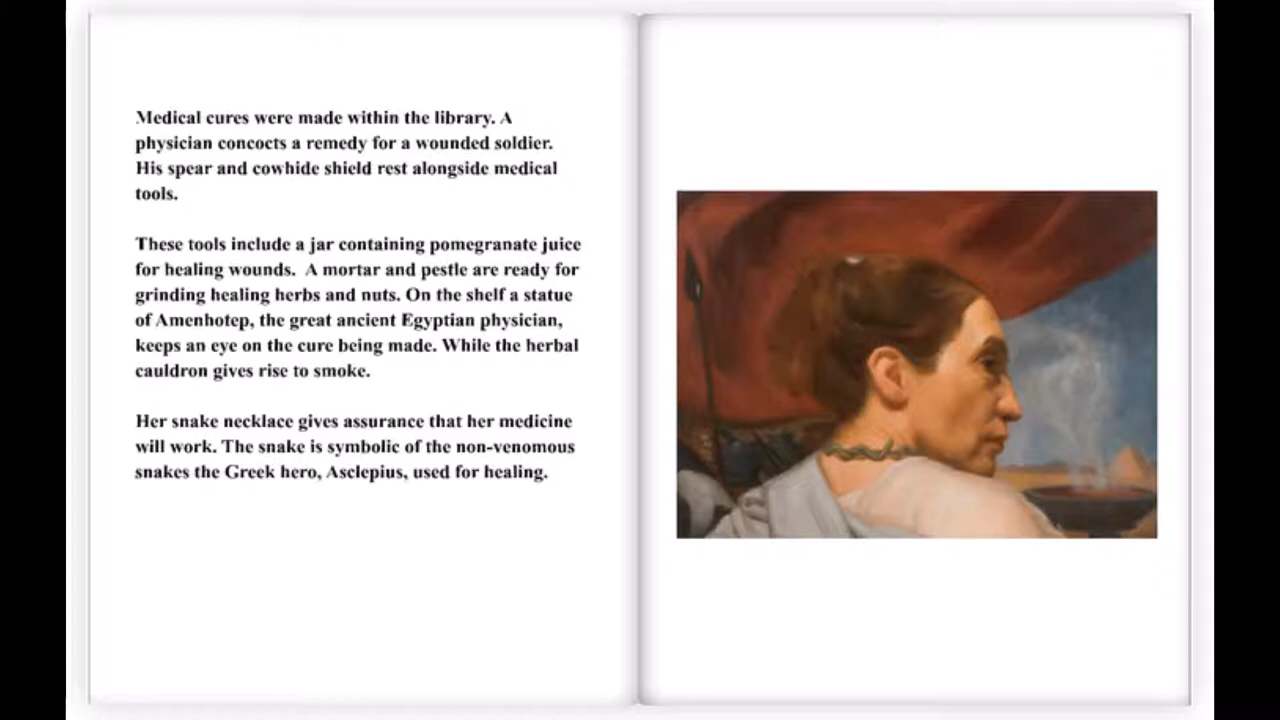 Medical cures were made within the library. A
physician concocts a remedy for a wounded soldier.
His spear and cowhide shield rest alongside medical
tools.
These tools include a jar containing pomegranate juice
for healing wounds.  A mortar and pestle are ready for
grinding healing herbs and nuts. On the shelf a statue
of Amenhotep, the great ancient Egyptian physician,
keeps an eye on the cure being made. While the herbal
cauldron gives rise to smoke.
Her snake necklace gives assurance that her medicine
will work. The snake is symbolic of the non-venomous
snakes the Greek hero, Asclepius, used for healing.